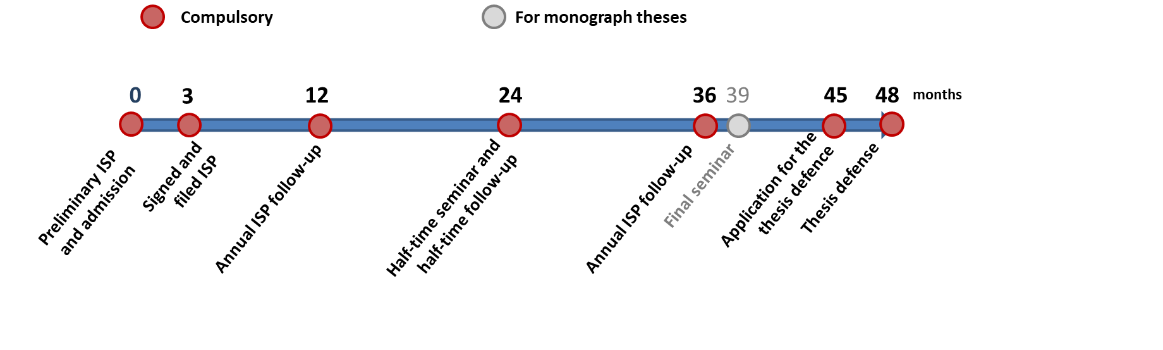 Compulsory
For monograph theses
0
3
12
24
36
39
45
48
months
Preliminary ISP
and admission
Signed and
filed ISP
Annual ISP follow-up
Half-time seminar and
half-time follow-up
Annual ISP follow-up
Final seminar
Application for the
thesis defence
Thesis defense